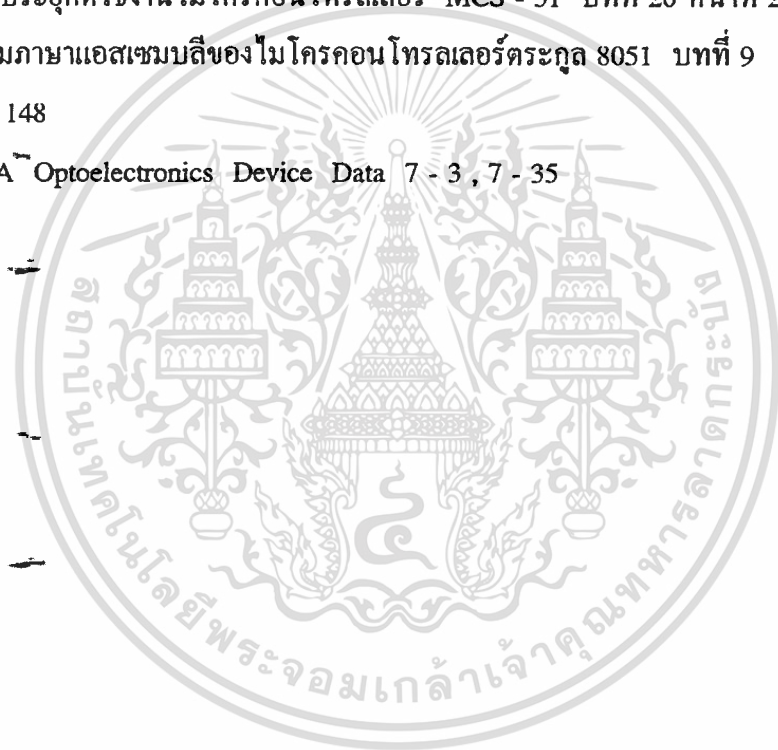 ประยุกต์ใช้งานไมโครคอนโทรลเลอร์ MCS - 51 บทที่ 20 หน้าที่ 2
มภาษาแอสเซมบลีของไมโครคอนโทรลเลอร์ตระกูล 8051 บทที่ 9
148
A Optoelectronics Device Data 7 - 3 , 7 - 35
สถาบันเทคโนโลยีพระจอมเกล้าเจ้าคุณทหารลาดกระบัง